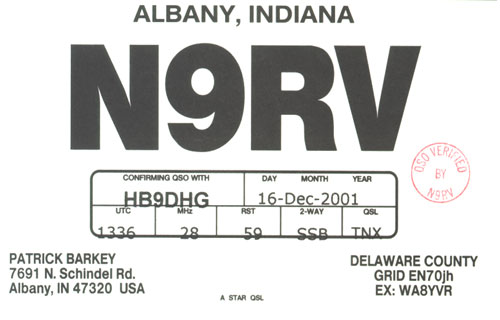 ALBANY, INDIANA
N9RV
CONFIRMING QSO WITH DAY MONTH YEAR
HB9DHG 16-Dec-2001
UTC MHz RST 2-WAY QSL
1336 28 59 SSB TNX
QSO VERIFIED
BY
N9RV
PATRICK BARKEY
7691 N. Schindel Rd.
Albany, IN 47320 USA
DELAWARE COUNTY
GRID EN70jh
EX: WA8YVR
A STAR QSL